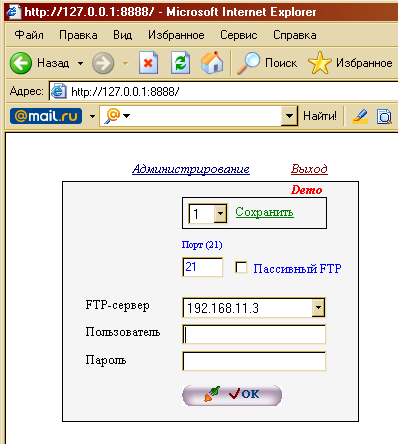 http://127.0.0.1:8888/ - Microsoft Internet Explorer
Файл Правка Вид Избранное Сервис Справка
Назад Поиск Избранное
Адрес: http://127.0.0.1:8888/
@mail.ru @ Найти!
Администрирование Выход
Demo
1 Сохранить
Порт (21)
21 Пассивный FTP
FTP-сервер 192.168.11.3
Пользователь
Пароль
ОК